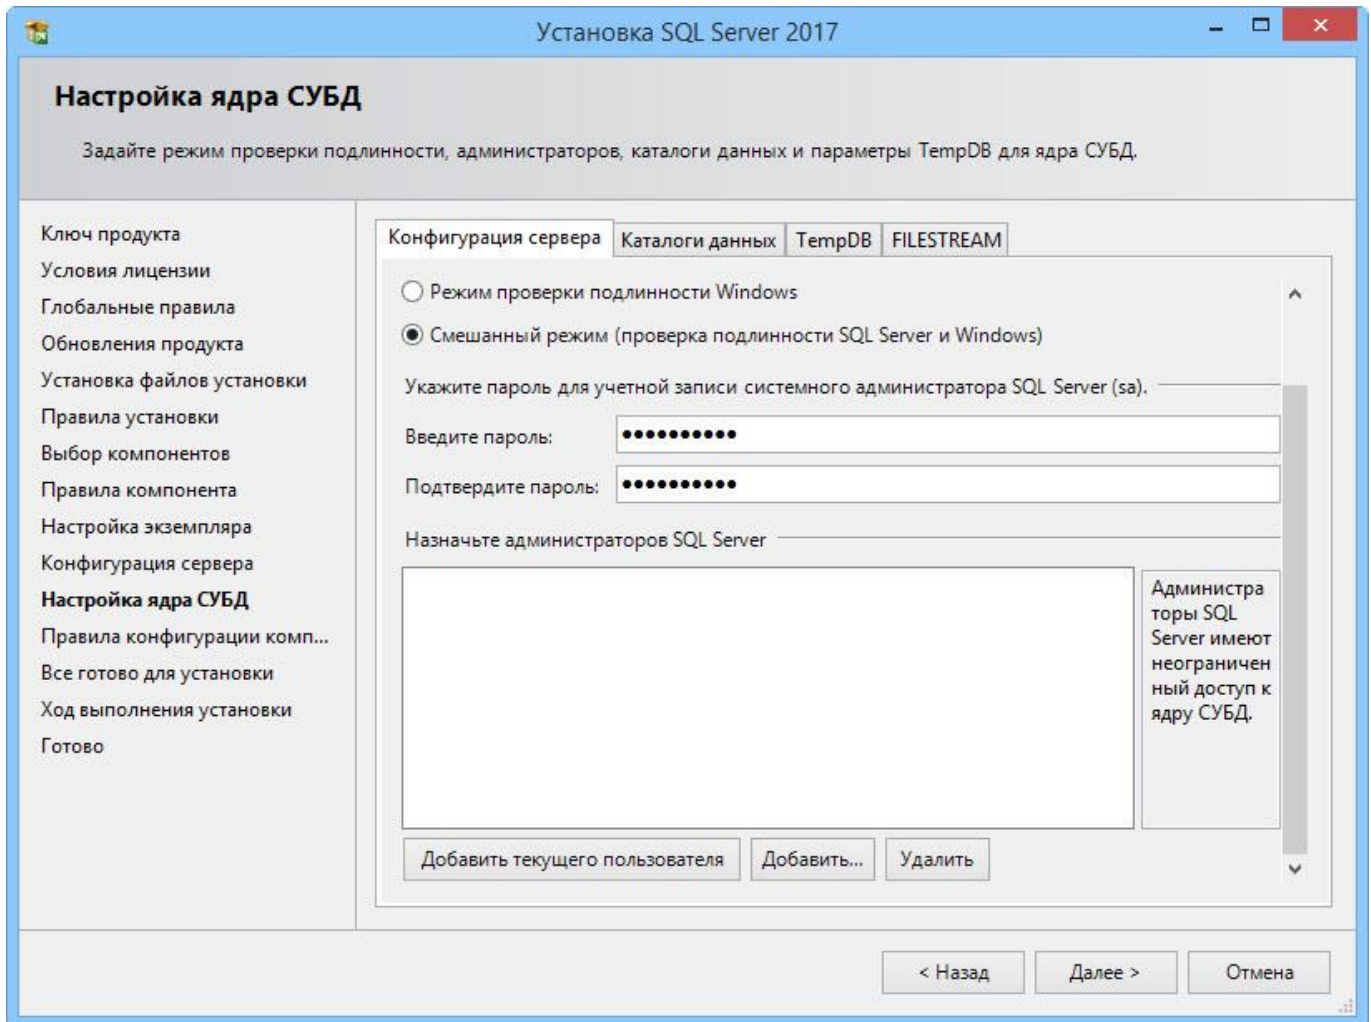 Установка SQL Server 2017
Настройка ядра СУБД
Задайте режим проверки подлинности, администраторов, каталоги данных и параметры TempDB для ядра СУБД.
Ключ продукта
Условия лицензии
Глобальные правила
Обновления продукта
Установка файлов установки
Правила установки
Выбор компонентов
Правила компонента
Настройка экземпляра
Конфигурация сервера
Настройка ядра СУБД
Правила конфигурации комп...
Все готово для установки
Ход выполнения установки
Готово
Конфигурация сервера Каталоги данных TempDB FILESTREAM
Режим проверки подлинности Windows
Смешанный режим (проверка подлинности SQL Server и Windows)
Укажите пароль для учетной записи системного администратора SQL Server (sa).
Введите пароль: ●●●●●●●●●●
Подтвердите пароль: ●●●●●●●●●●
Назначьте администраторов SQL Server
Администра
торы SQL
Server имеют
неограничен
ный доступ к
ядру СУБД.
Добавить текущего пользователя Добавить... Удалить
< Назад Далее > Отмена